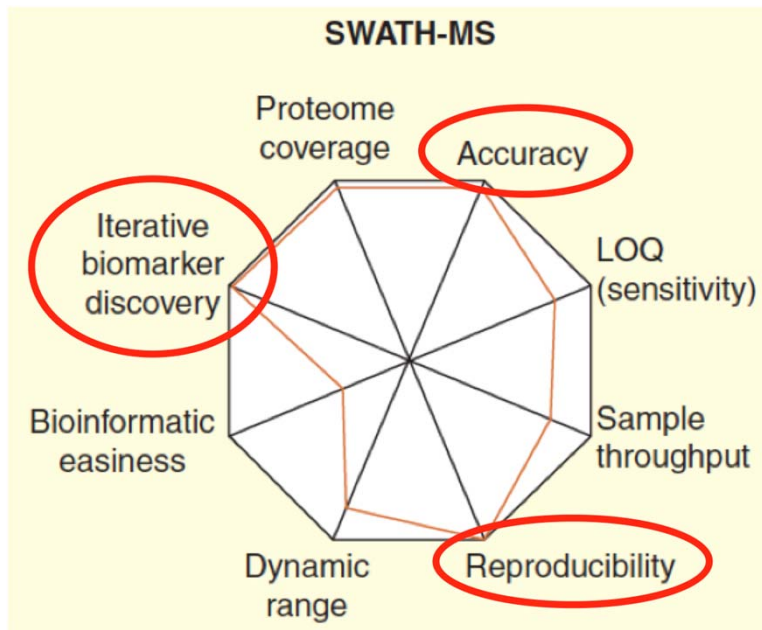 SWATH-MS
Proteome
coverage
Accuracy
Iterative
biomarker
discovery
LOQ
(sensitivity)
Bioinformatic
easiness
Sample
throughput
Dynamic
range
Reproducibility